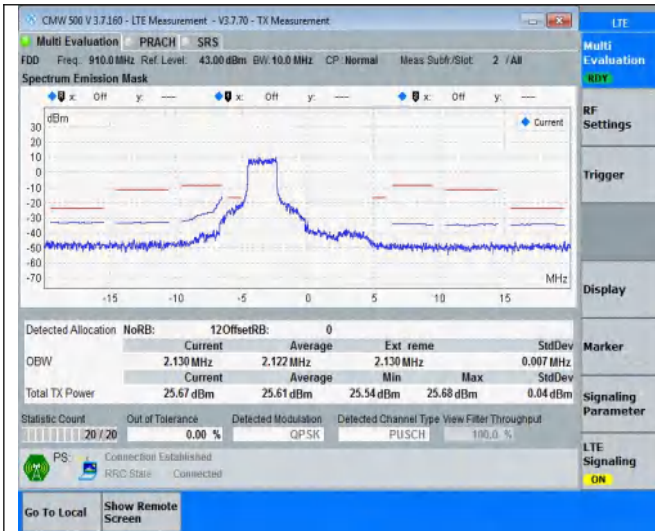 CMW 500 V 3.7.160 - LTE Measurement - V3.7.70 - TX Measurement
LTE
Multi Evaluation PRACH SRS
FDD Freq.: 910.0 MHz Ref. Level: 43.00 dBm BW: 10.0 MHz CP: Normal Meas Subfr./Slot: 2 /All
Spectrum Emission Mask
x: Off y: --- x: Off y: --- x: Off y: ---
dBm
Current
30
20
10
0
-10
-20
-30
-40
-50
-60
-70
MHz
-15 -10 -5 0 5 10 15
Detected Allocation NoRB: 12 OffsetRB: 0
Current Average Ext reme StdDev
OBW 2.130 MHz 2.122 MHz 2.130 MHz 0.007 MHz
Current Average Min Max StdDev
Total TX Power 25.67 dBm 25.61 dBm 25.54 dBm 25.68 dBm 0.04 dBm
Statistic Count Out of Tolerance Detected Modulation Detected Channel Type View Filter Throughput
20 / 20 0.00 % QPSK PUSCH 100.0 %
PS: Connection Established
RRC State Connected
Multi
Evaluation
RDY
RF
Settings
Trigger
Display
Marker
Signaling
Parameter
LTE
Signaling
ON
Go To Local
Show Remote
Screen